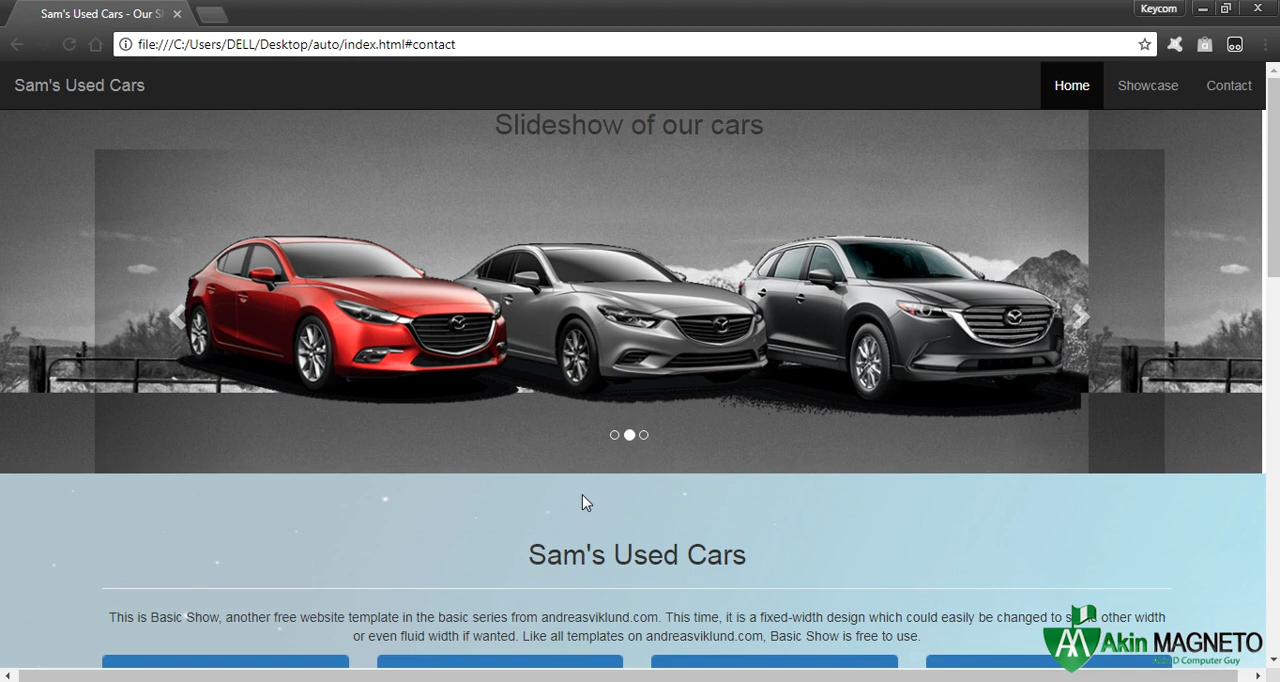 Sam's Used Cars - Our S
Keycom
file:///C:/Users/DELL/Desktop/auto/index.html#contact
Sam's Used Cars
Home
Showcase
Contact
Slideshow of our cars
Sam's Used Cars
This is Basic Show, another free website template in the basic series from andreasviklund.com. This time, it is a fixed-width design which could easily be changed to other width
or even fluid width if wanted. Like all templates on andreasviklund.com, Basic Show is free to use.
Akin MAGNETO
D Computer Guy